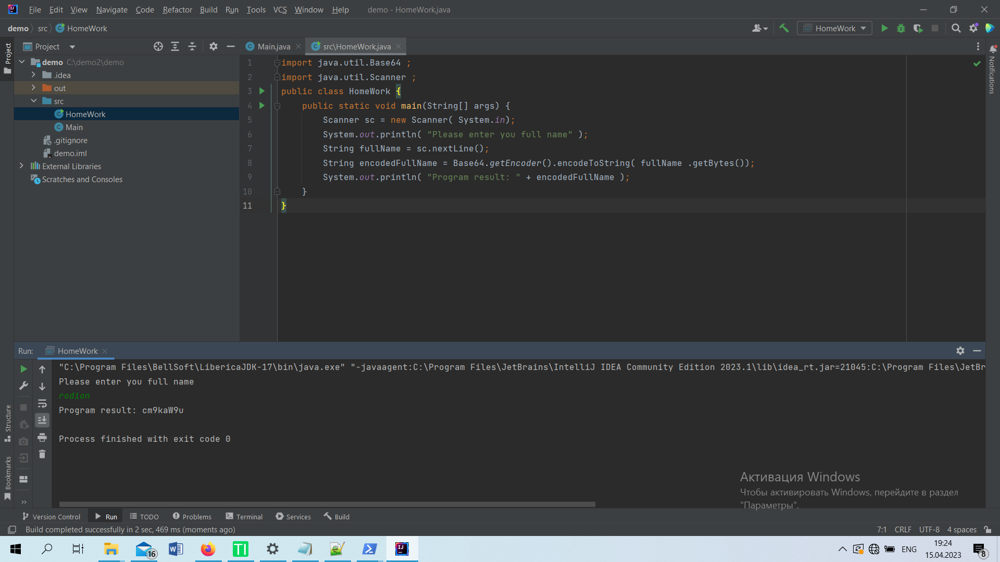 File Edit View Navigate Code Refactor Build Run Tools VCS Window Help demo - HomeWork.java
demo src HomeWork HomeWork
Project
Project
Main.java src\HomeWork.java
demo C:\demo2\demo
.idea
out
src
HomeWork
Main
.gitignore
demo.iml
External Libraries
Scratches and Consoles
1 import java.util.Base64 ;
2 import java.util.Scanner ;
3 public class HomeWork {
4 public static void main(String[] args) {
5 Scanner sc = new Scanner( System.in);
6 System.out.println( "Please enter you full name" );
7 String fullName = sc.nextLine();
8 String encodedFullName = Base64.getEncoder().encodeToString( fullName .getBytes());
9 System.out.println( "Program result: " + encodedFullName );
10 }
11 }
Notifications
Run: HomeWork
"C:\Program Files\BellSoft\LibericaJDK-17\bin\java.exe" "-javaagent:C:\Program Files\JetBrains\IntelliJ IDEA Community Edition 2023.1\lib\idea_rt.jar=21045:C:\Program Files\JetBr
Please enter you full name
rodion
Program result: cm9kaW9u
Process finished with exit code 0
Structure
Bookmarks
Активация Windows
Чтобы активировать Windows, перейдите в раздел
"Параметры".
Version Control Run TODO Problems Terminal Services Build
Build completed successfully in 2 sec, 469 ms (moments ago) 7:1 CRLF UTF-8 4 spaces
16 TI IJ ENG 19:24
15.04.2023 8